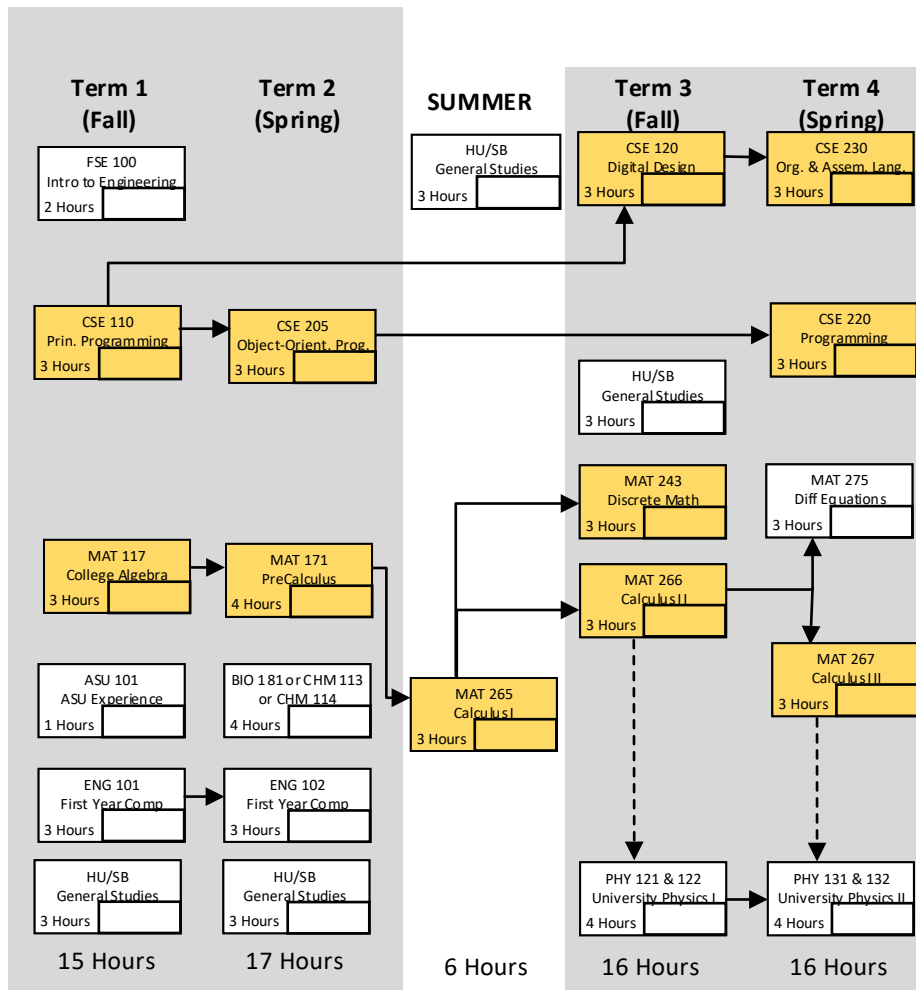 Term 1
(Fall)
FSE 100
Intro to Engineering
2 Hours
CSE 110
Prin. Programming
3 Hours
MAT 117
College Algebra
3 Hours
ASU 101
ASU Experience
1 Hours
ENG 101
First Year Comp
3 Hours
HU/SB
General Studies
3 Hours
15 Hours
Term 2
(Spring)
CSE 205
Object-Orient. Prog.
3 Hours
MAT 171
PreCalculus
4 Hours
BIO 181 or CHM 113
or CHM 114
4 Hours
ENG 102
First Year Comp
3 Hours
HU/SB
General Studies
3 Hours
17 Hours
SUMMER
HU/SB
General Studies
3 Hours
MAT 265
Calculus I
3 Hours
6 Hours
Term 3
(Fall)
CSE 120
Digital Design
3 Hours
HU/SB
General Studies
3 Hours
MAT 243
Discrete Math
3 Hours
MAT 266
Calculus II
3 Hours
PHY 121 & 122
University Physics I
4 Hours
16 Hours
Term 4
(Spring)
CSE 230
Org. & Assem. Lang.
3 Hours
CSE 220
Programming
3 Hours
MAT 275
Diff Equations
3 Hours
MAT 267
Calculus III
3 Hours
PHY 131 & 132
University Physics II
4 Hours
16 Hours